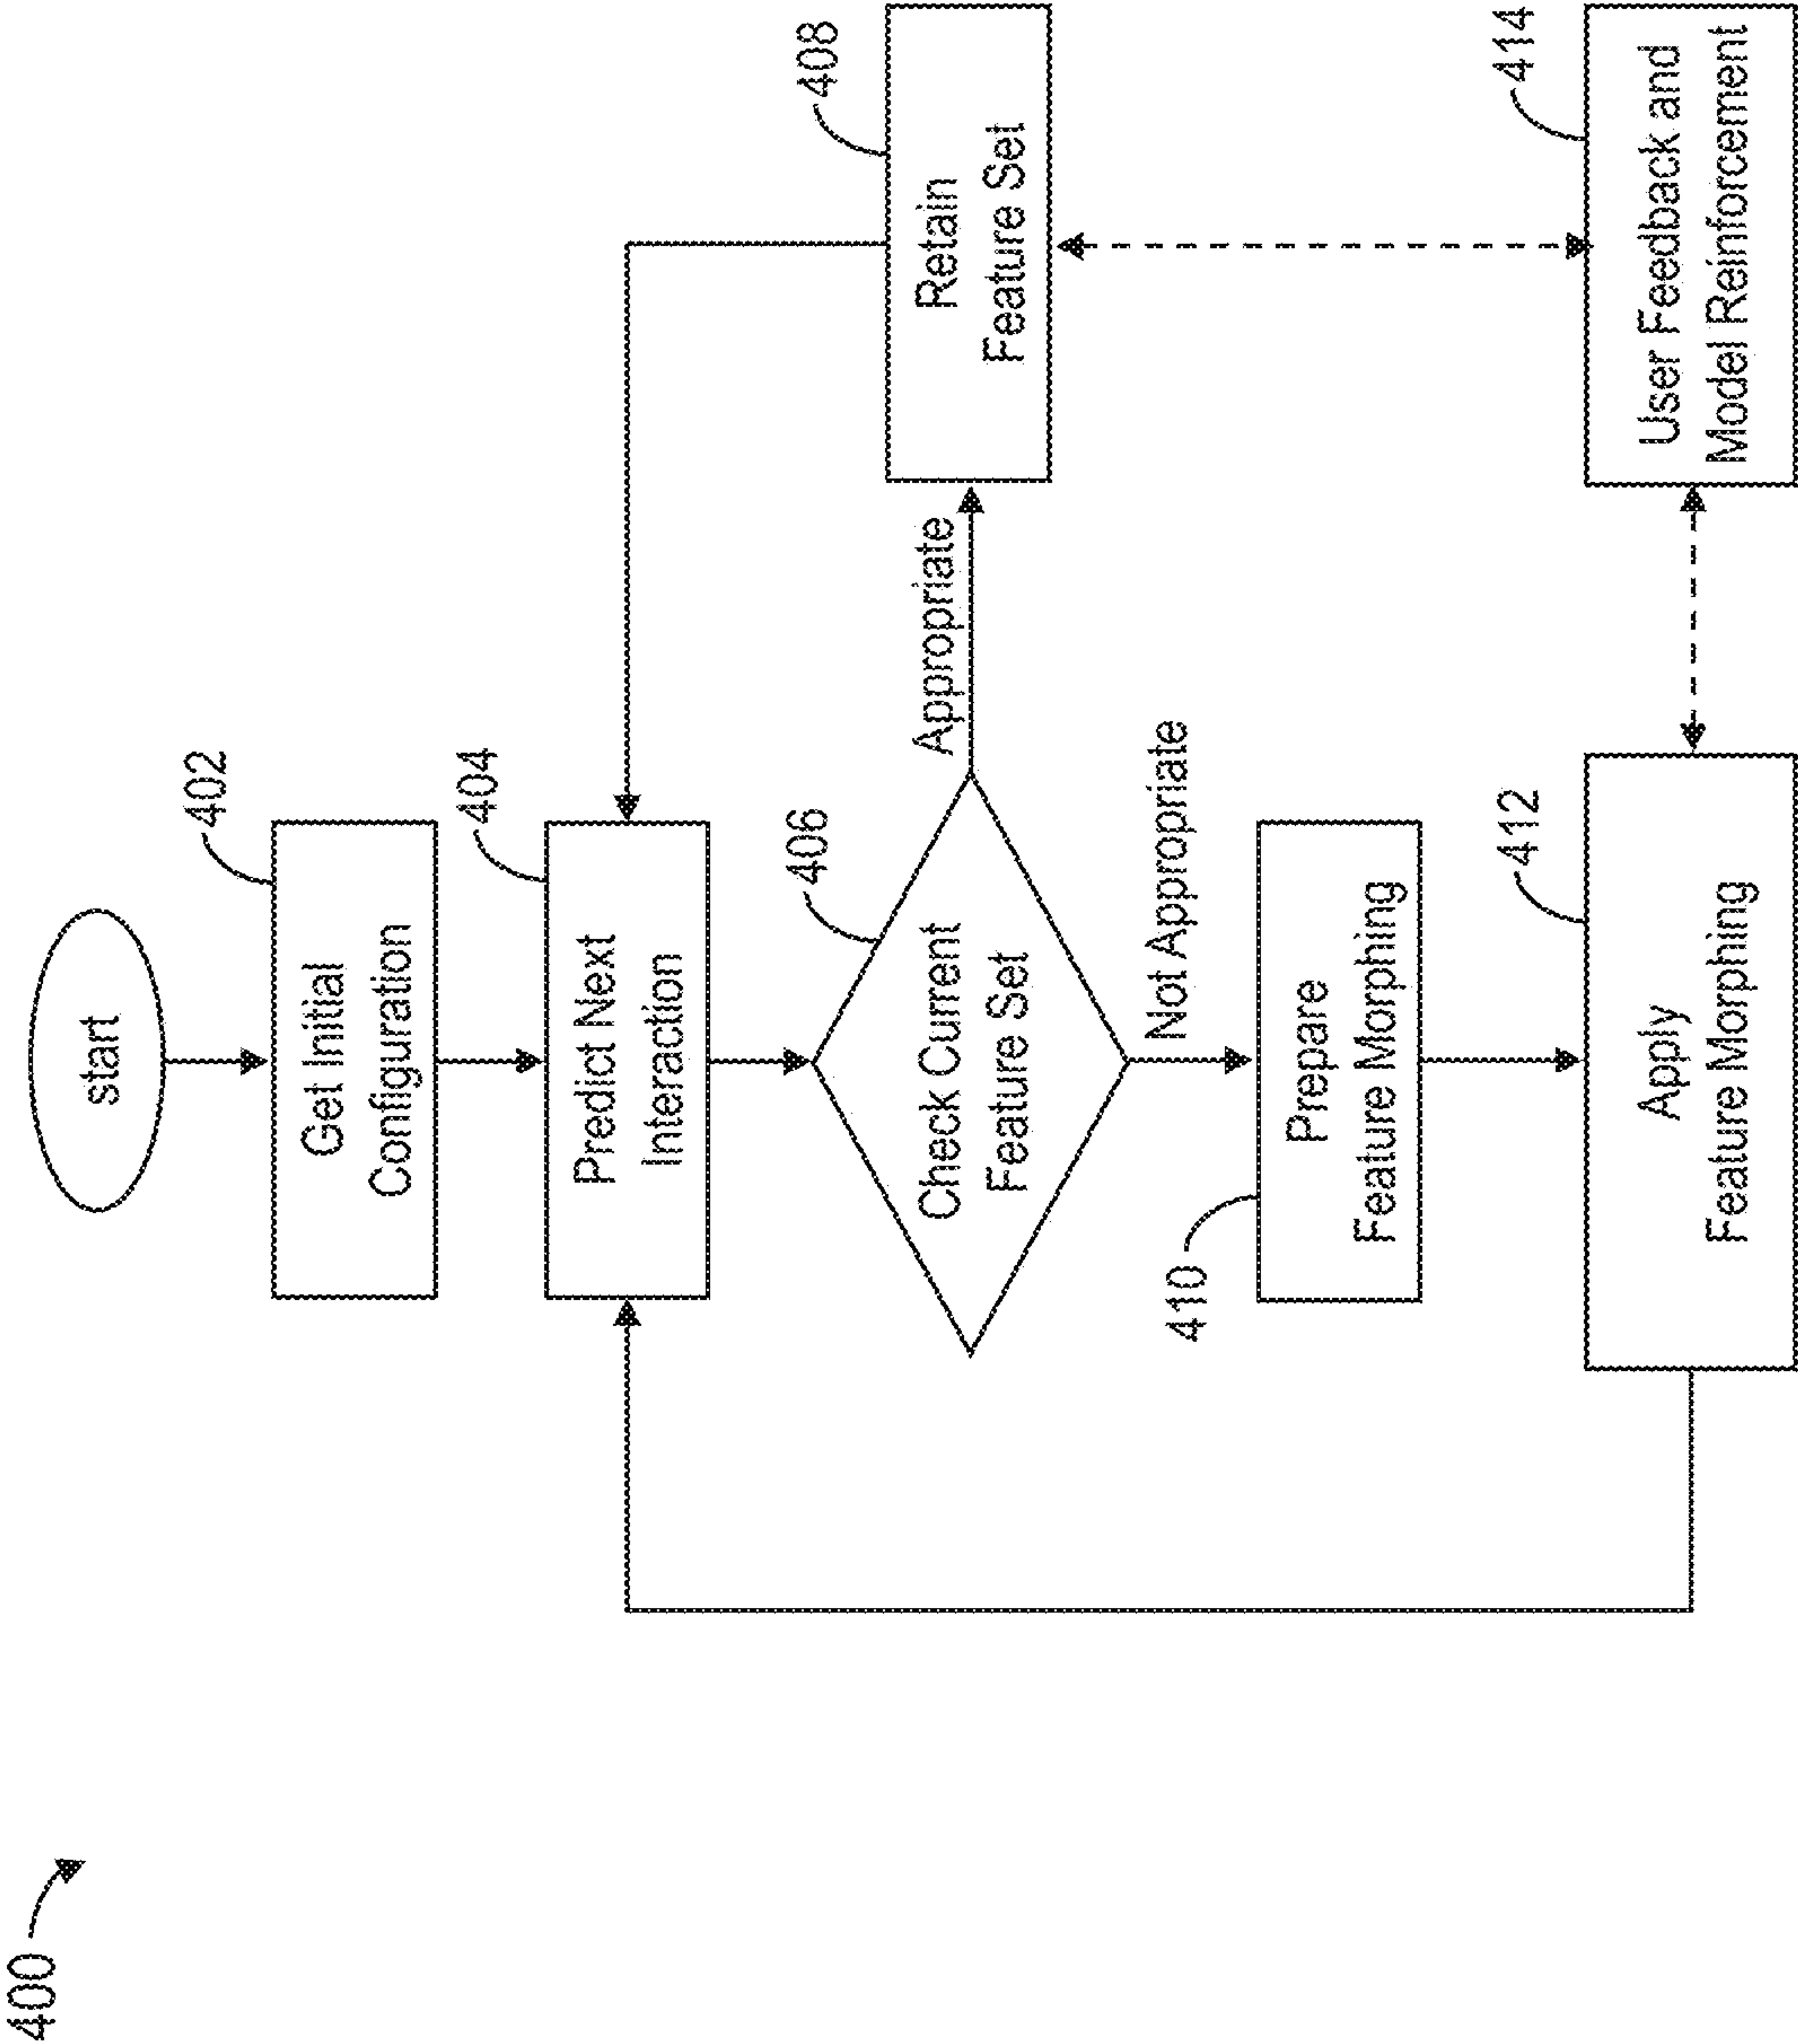 400
start
402
Get Initial
Configuration
404
Predict Next
Interaction
406
Check Current
Feature Set
Appropriate
408
Retain
Feature Set
Not Appropriate
410
Prepare
Feature Morphing
412
Apply
Feature Morphing
414
User Feedback and
Model Reinforcement